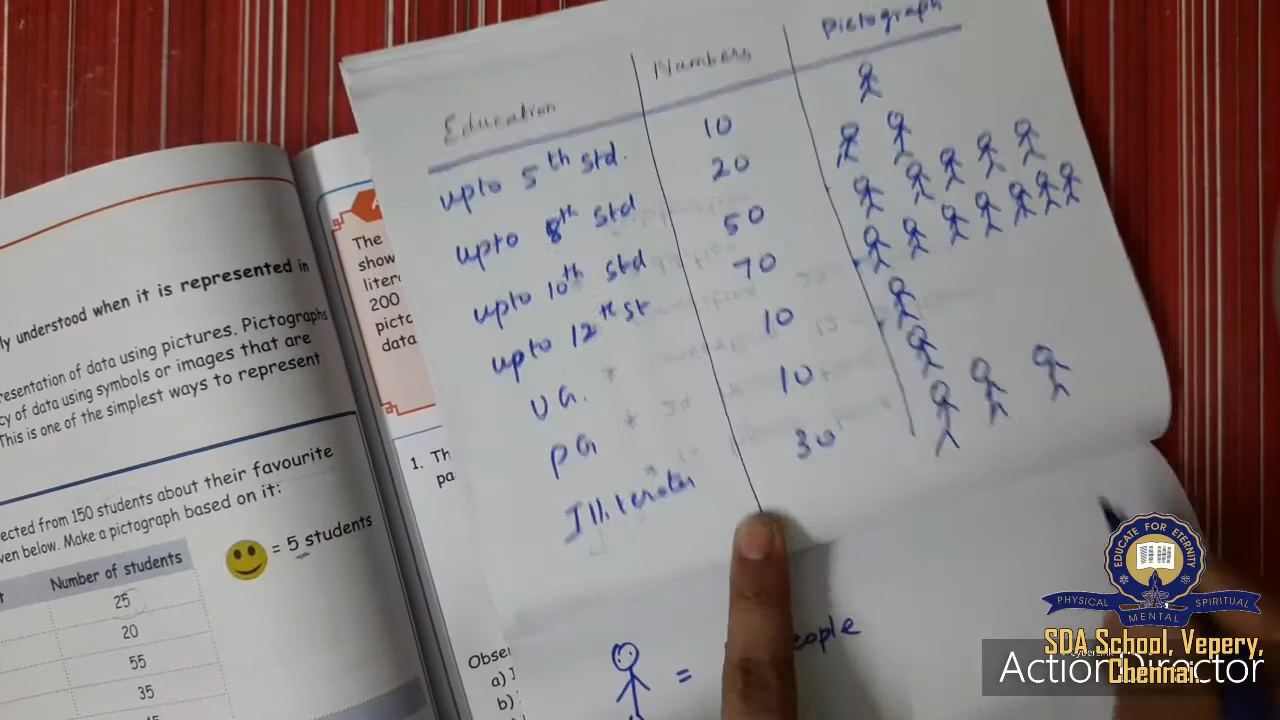 ly understood when it is represented in
resentation of data using pictures. Pictographs
cy of data using symbols or images that are
This is one of the simplest ways to represent
ected from 150 students about their favourite
ven below. Make a pictograph based on it:
= 5 students
t Number of students
25
20
55
35
The
show
liter
200
picto
data
1. Th
pa
Obser
a)
b)
Education Numbers Pictograph
upto 5th std. 10
upto 8th std 20
upto 10th std 50
upto 12th st 70
UG. 10
PG 10
Illiterates 30
= eople
EDUCATE FOR ETERNITY
PHYSICAL MENTAL SPIRITUAL
SDA School, Vepery,
Chennai.
ActionDirector